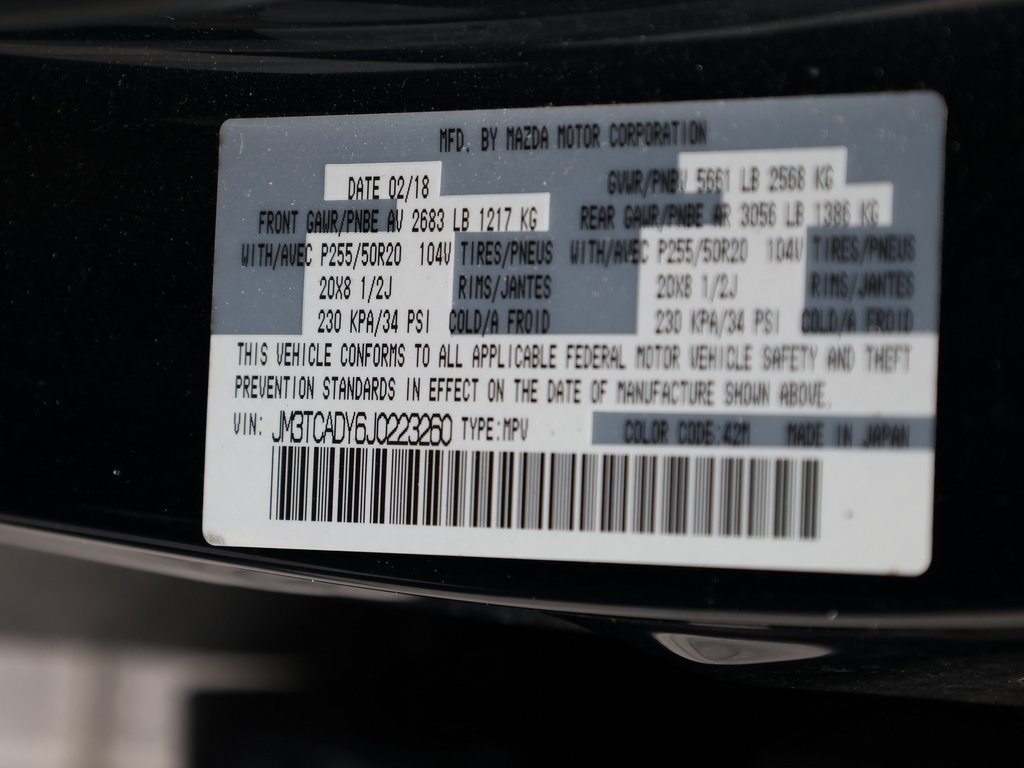 MFD. BY MAZDA MOTOR CORPORATION
DATE 02/18 GVWR/PNBV 5661 LB 2568 KG
FRONT GAWR/PNBE AV 2683 LB 1217 KG REAR GAWR/PNBE AR 3056 LB 1386 KG
WITH/AVEC P255/50R20 104V TIRES/PNEUS WITH/AVEC P255/50R20 104V TIRES/PNEUS
20X8 1/2J RIMS/JANTES 20X8 1/2J RIMS/JANTES
230 KPA/34 PSI COLD/A FROID 230 KPA/34 PSI COLD/A FROID
THIS VEHICLE CONFORMS TO ALL APPLICABLE FEDERAL MOTOR VEHICLE SAFETY AND THEFT
PREVENTION STANDARDS IN EFFECT ON THE DATE OF MANUFACTURE SHOWN ABOVE.
VIN: JM3TCADY6J0223260 TYPE:MPV COLOR CODE:42M MADE IN JAPAN